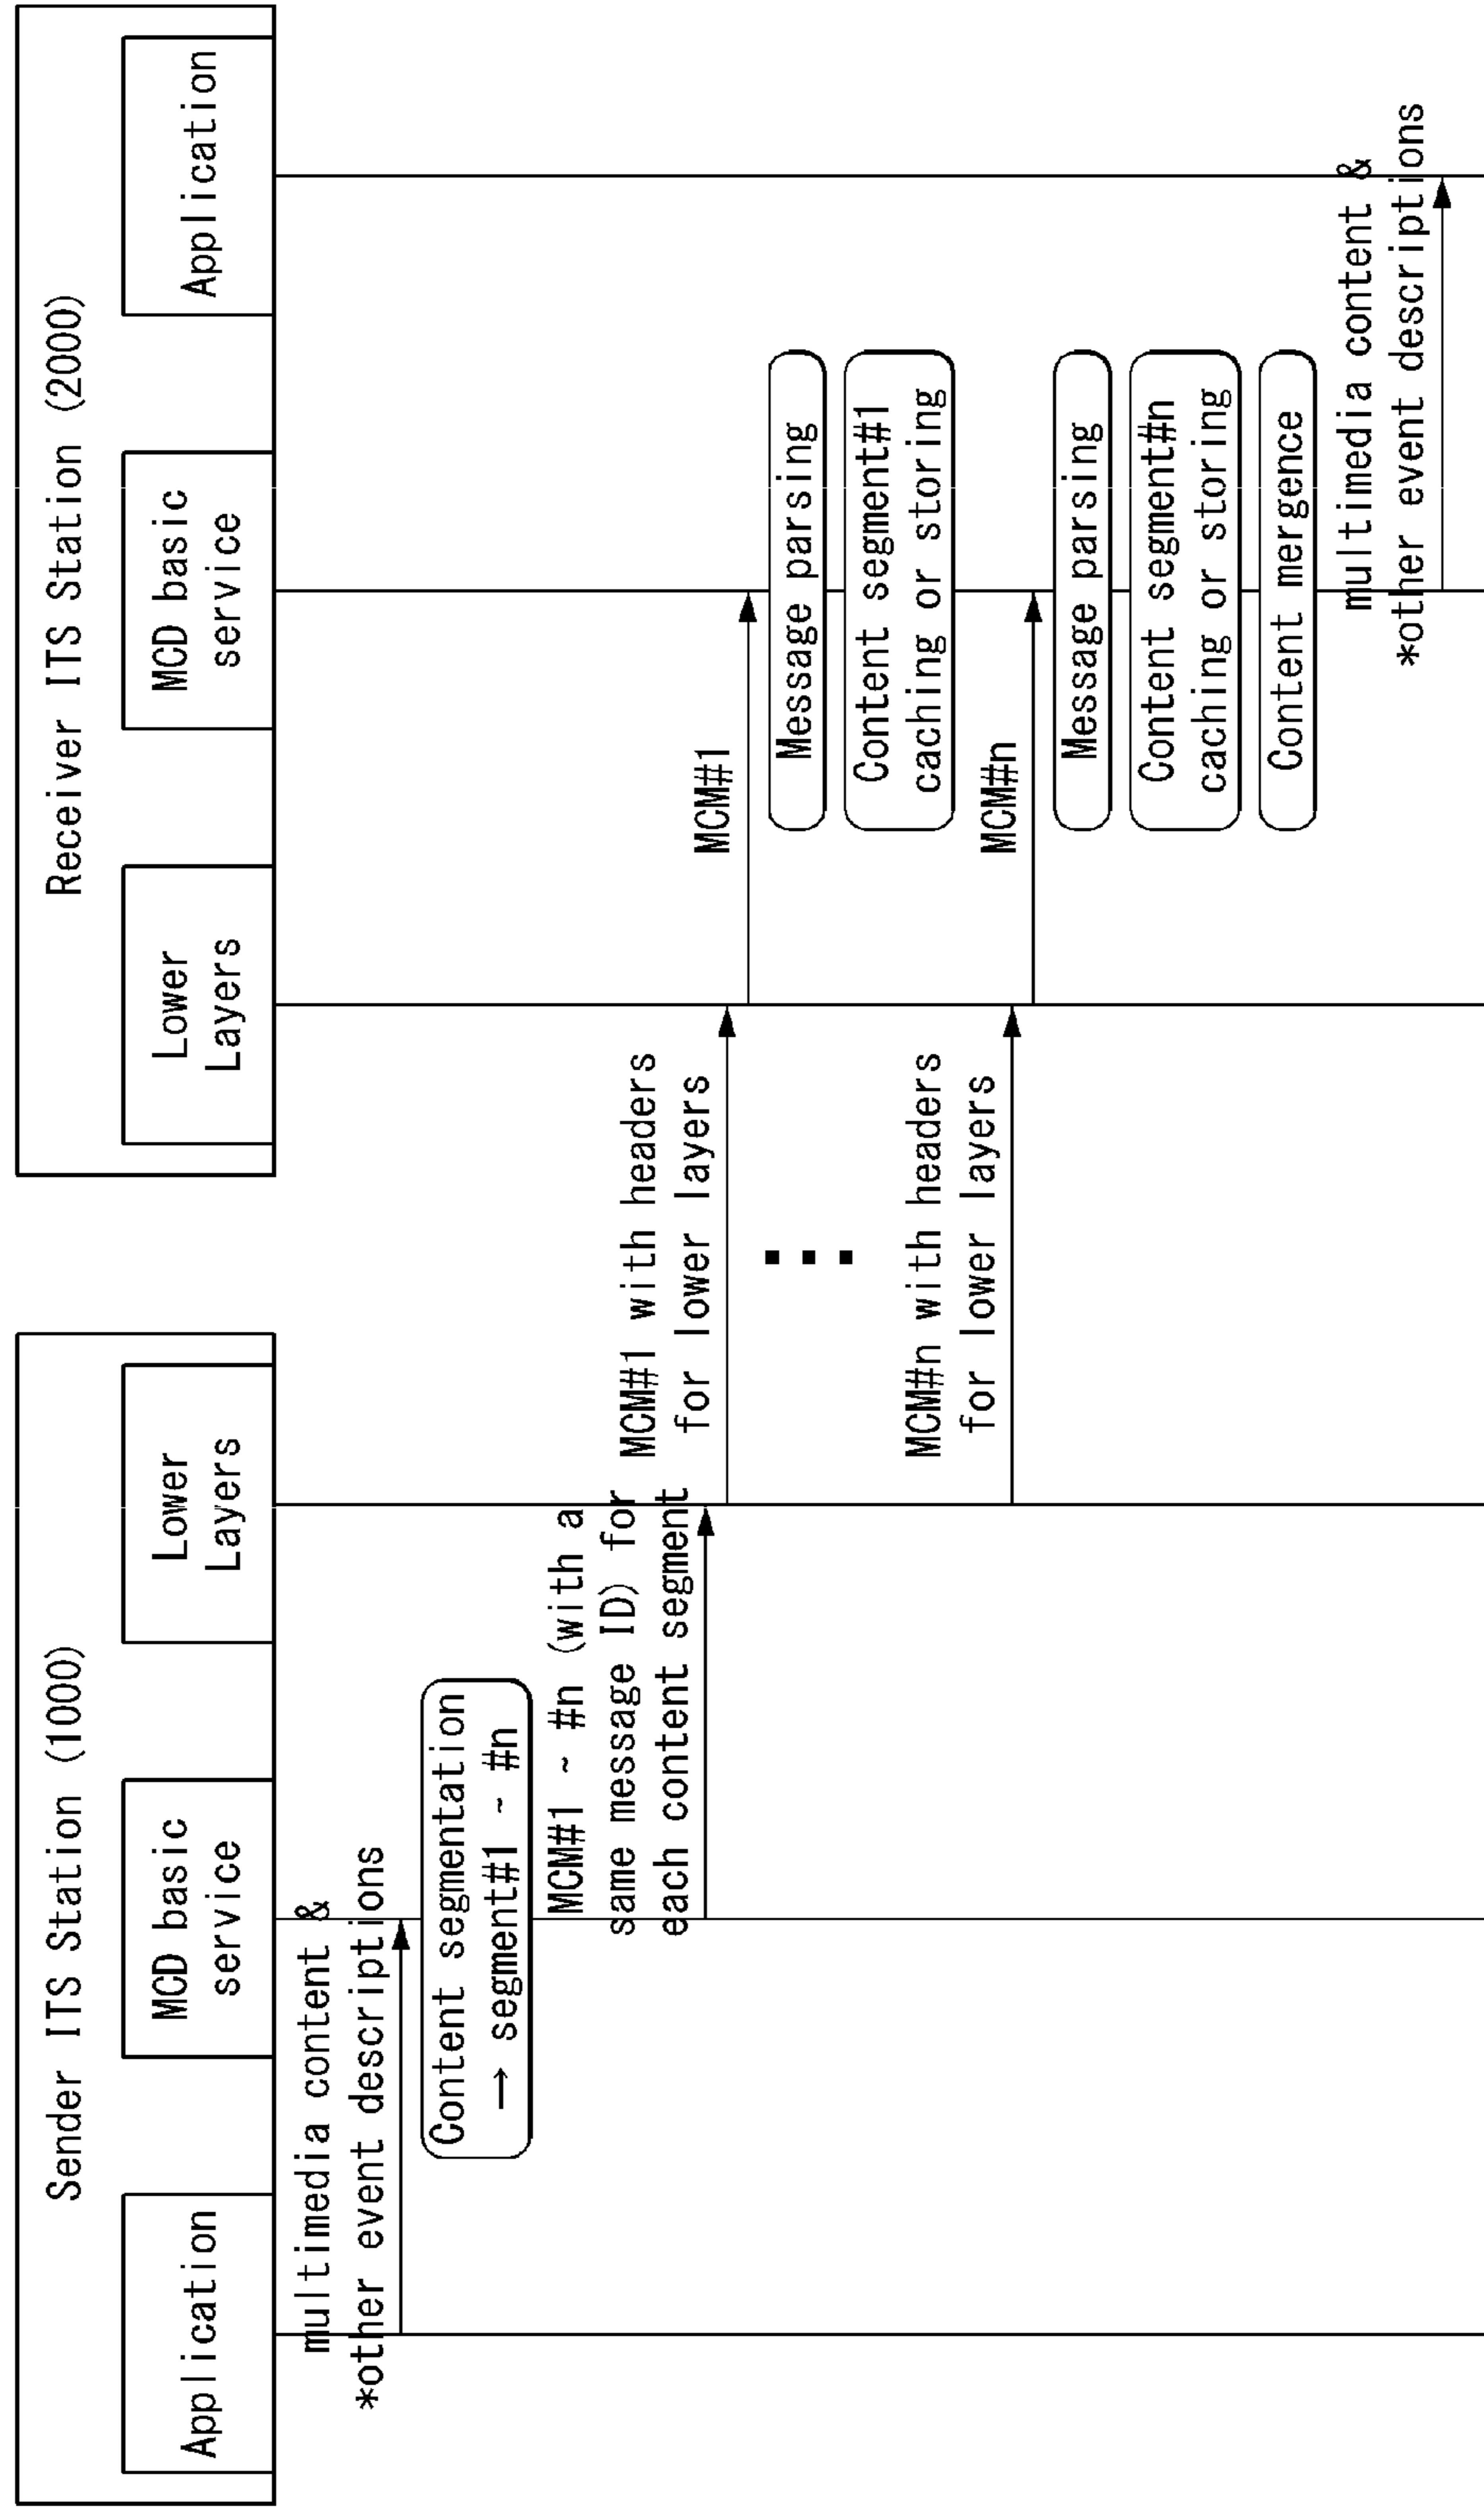 Sender ITS Station (1000)
Receiver ITS Station (2000)
Application
MCD basic
service
Lower
Layers
Lower
Layers
MCD basic
service
Application
multimedia content &
*other event descriptions
Content segmentation
→ segment#1 ~ #n
MCM#1 ~ #n (with a
same message ID) for
each content segment
MCM#1 with headers
for lower layers
MCM#1
Message parsing
Content segment#1
caching or storing
MCM#n with headers
for lower layers
MCM#n
Message parsing
Content segment#n
caching or storing
Content mergence
multimedia content &
*other event descriptions